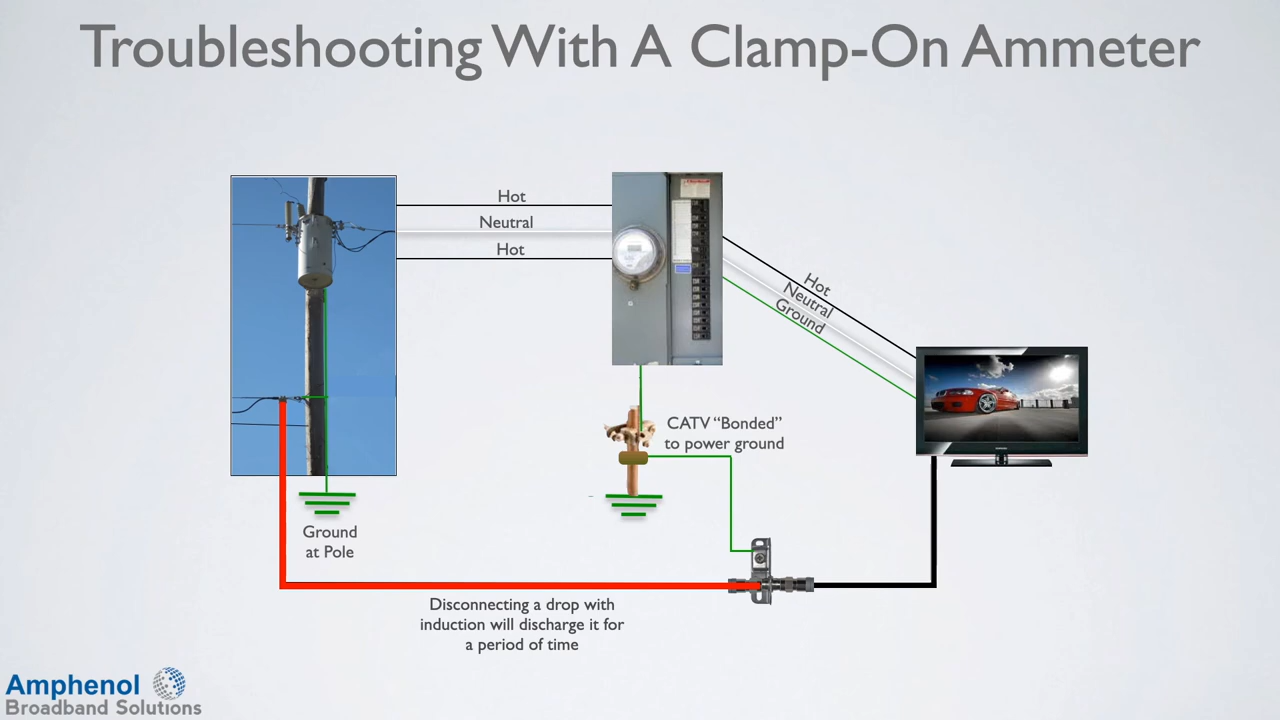 Troubleshooting With A Clamp-On Ammeter
Hot
Neutral
Hot
Hot
Neutral
Ground
CATV “Bonded”
to power ground
Ground
at Pole
Disconnecting a drop with
induction will discharge it for
a period of time
Amphenol
Broadband Solutions